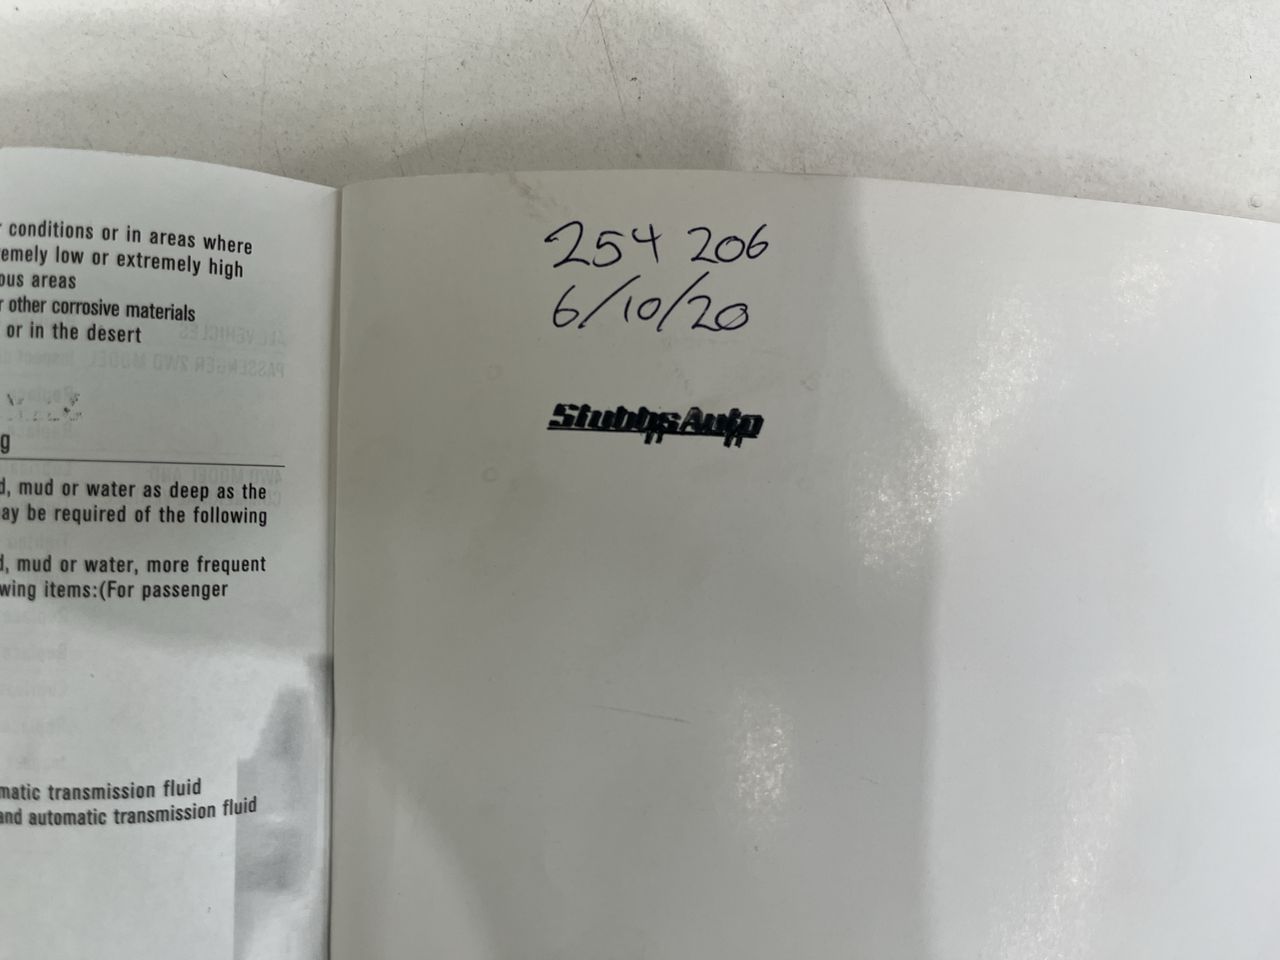 conditions or in areas where
emely low or extremely high
ous areas
r other corrosive materials
or in the desert
g
d, mud or water as deep as the
ay be required of the following
d, mud or water, more frequent
wing items:(For passenger
matic transmission fluid
and automatic transmission fluid
254 206
6/10/20
Stubbs Auto